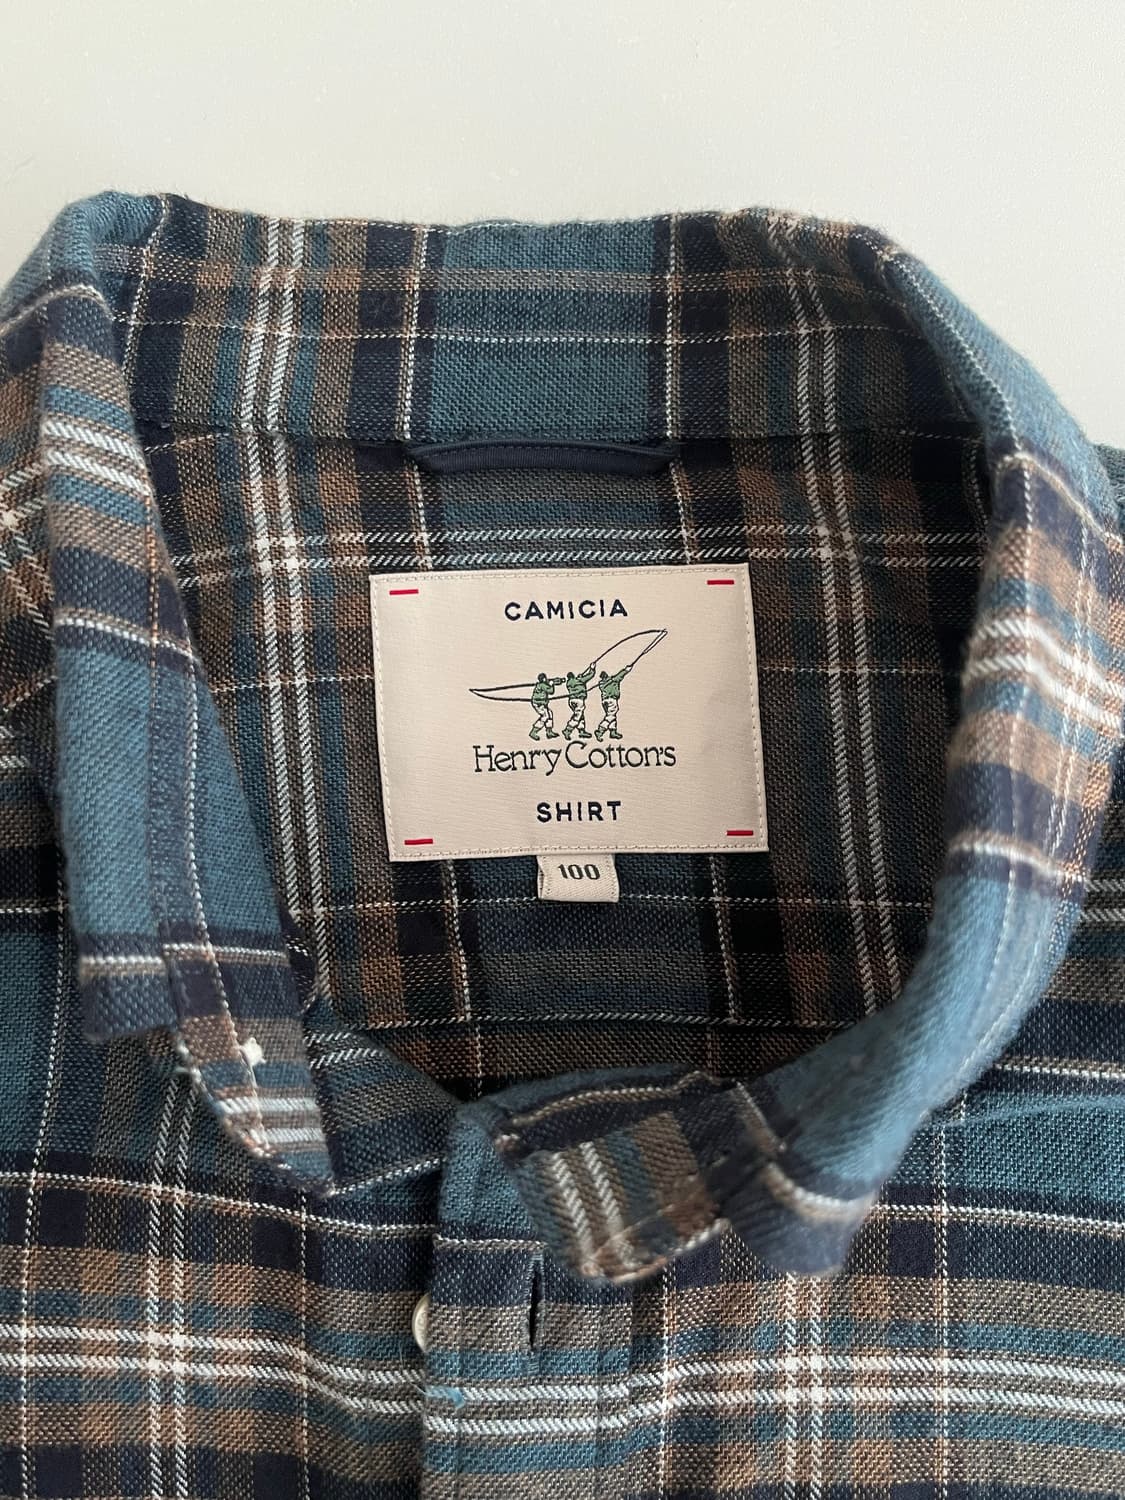 CAMICIA
Henry Cotton's
SHIRT
100